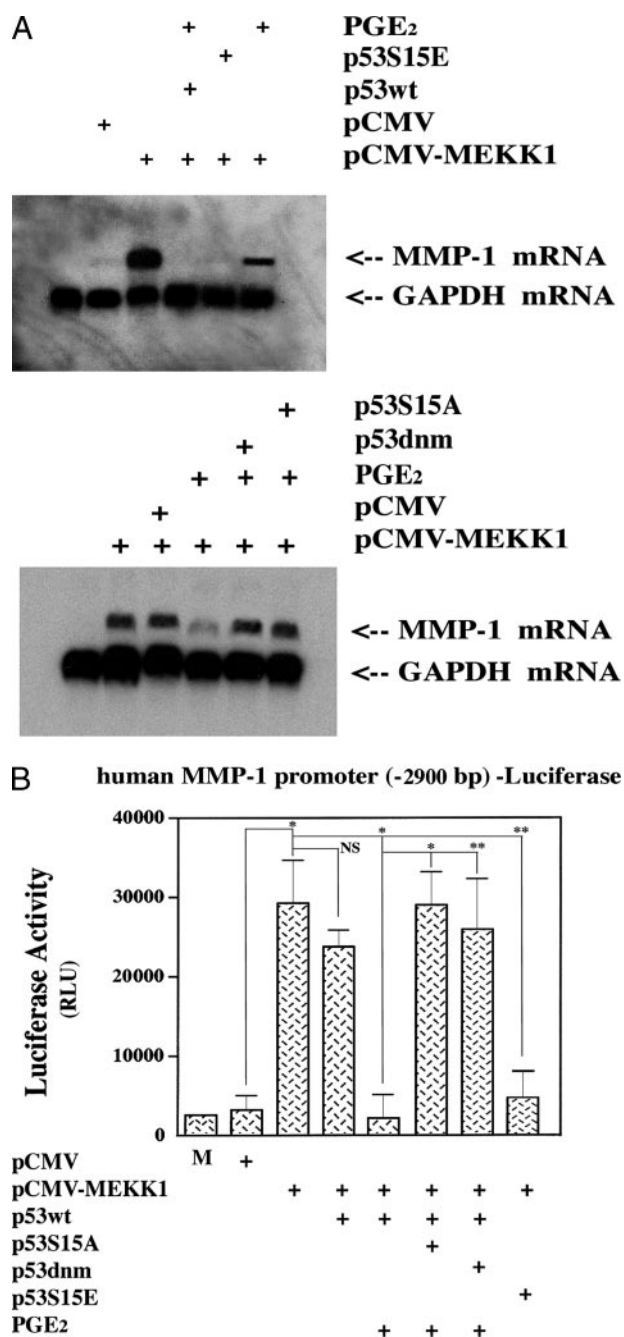 A
+ + PGE₂
+ p53S15E
+ p53wt
+ pCMV
+ + + + pCMV-MEKK1
<-- MMP-1 mRNA
<-- GAPDH mRNA
+ p53S15A
+ p53dnm
+ + + PGE₂
+ pCMV
+ + + + + pCMV-MEKK1
<-- MMP-1 mRNA
<-- GAPDH mRNA
B human MMP-1 promoter (-2900 bp) -Luciferase
40000
* * **
NS * **
30000
20000
10000
0
Luciferase Activity
(RLU)
M
pCMV +
pCMV-MEKK1 + + + + + +
p53wt + + + +
p53S15A +
p53dnm +
p53S15E +
PGE₂ + + +